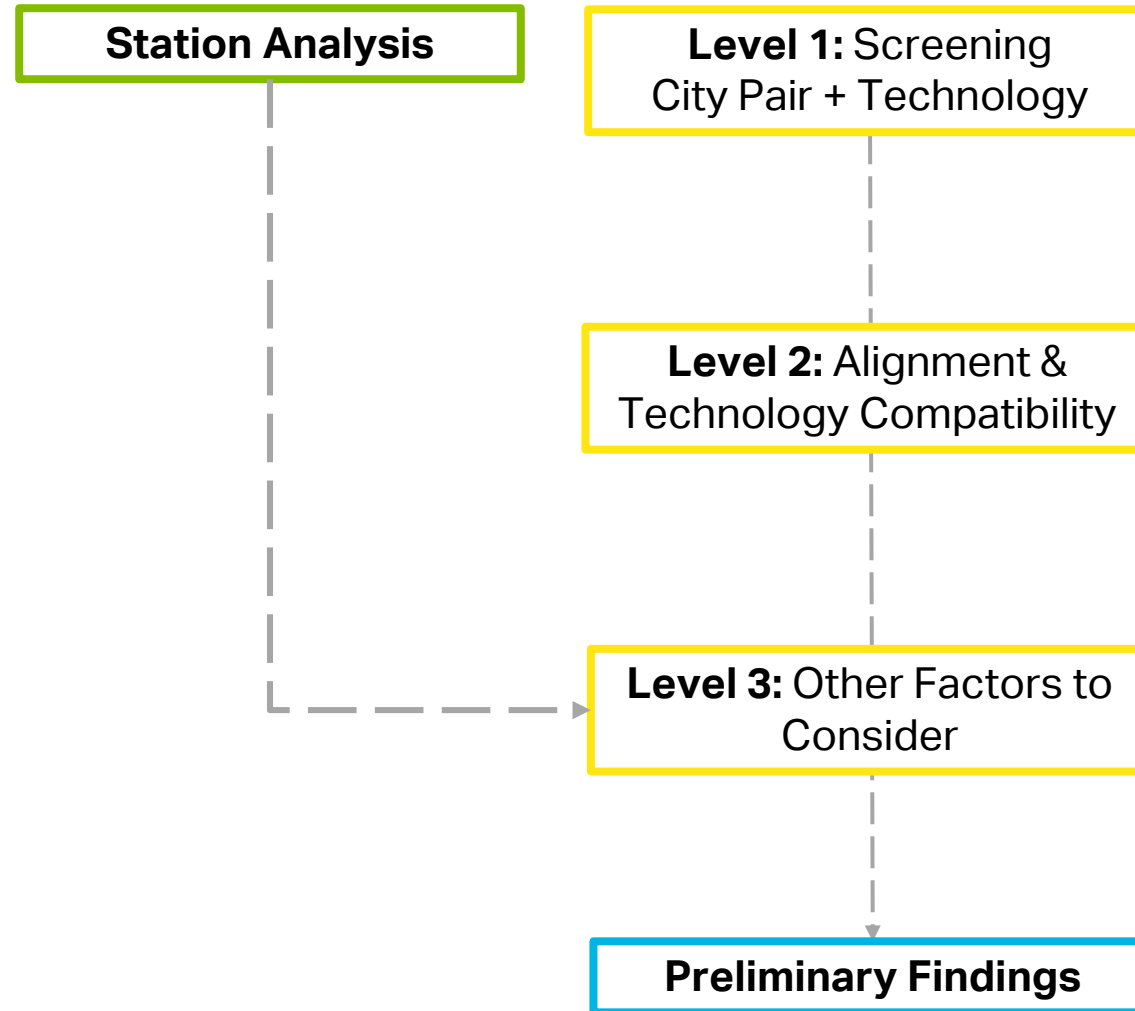 Station Analysis
Level 1: Screening
City Pair + Technology
Level 2: Alignment &
Technology Compatibility
Level 3: Other Factors to
Consider
Preliminary Findings